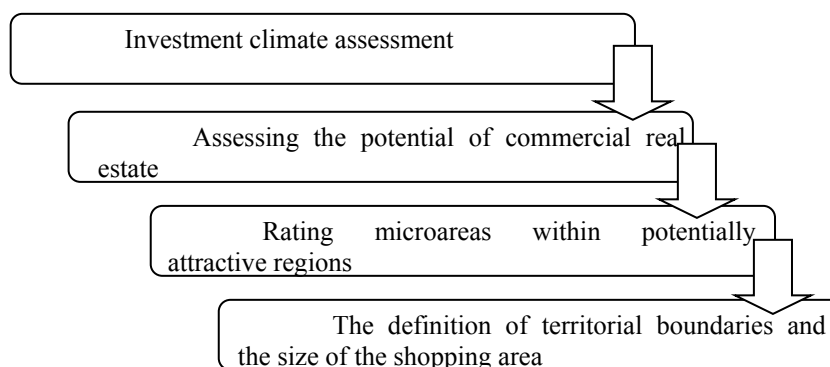 Investment climate assessment
Assessing the potential of commercial real
estate
Rating microareas within potentially
attractive regions
The definition of territorial boundaries and
the size of the shopping area